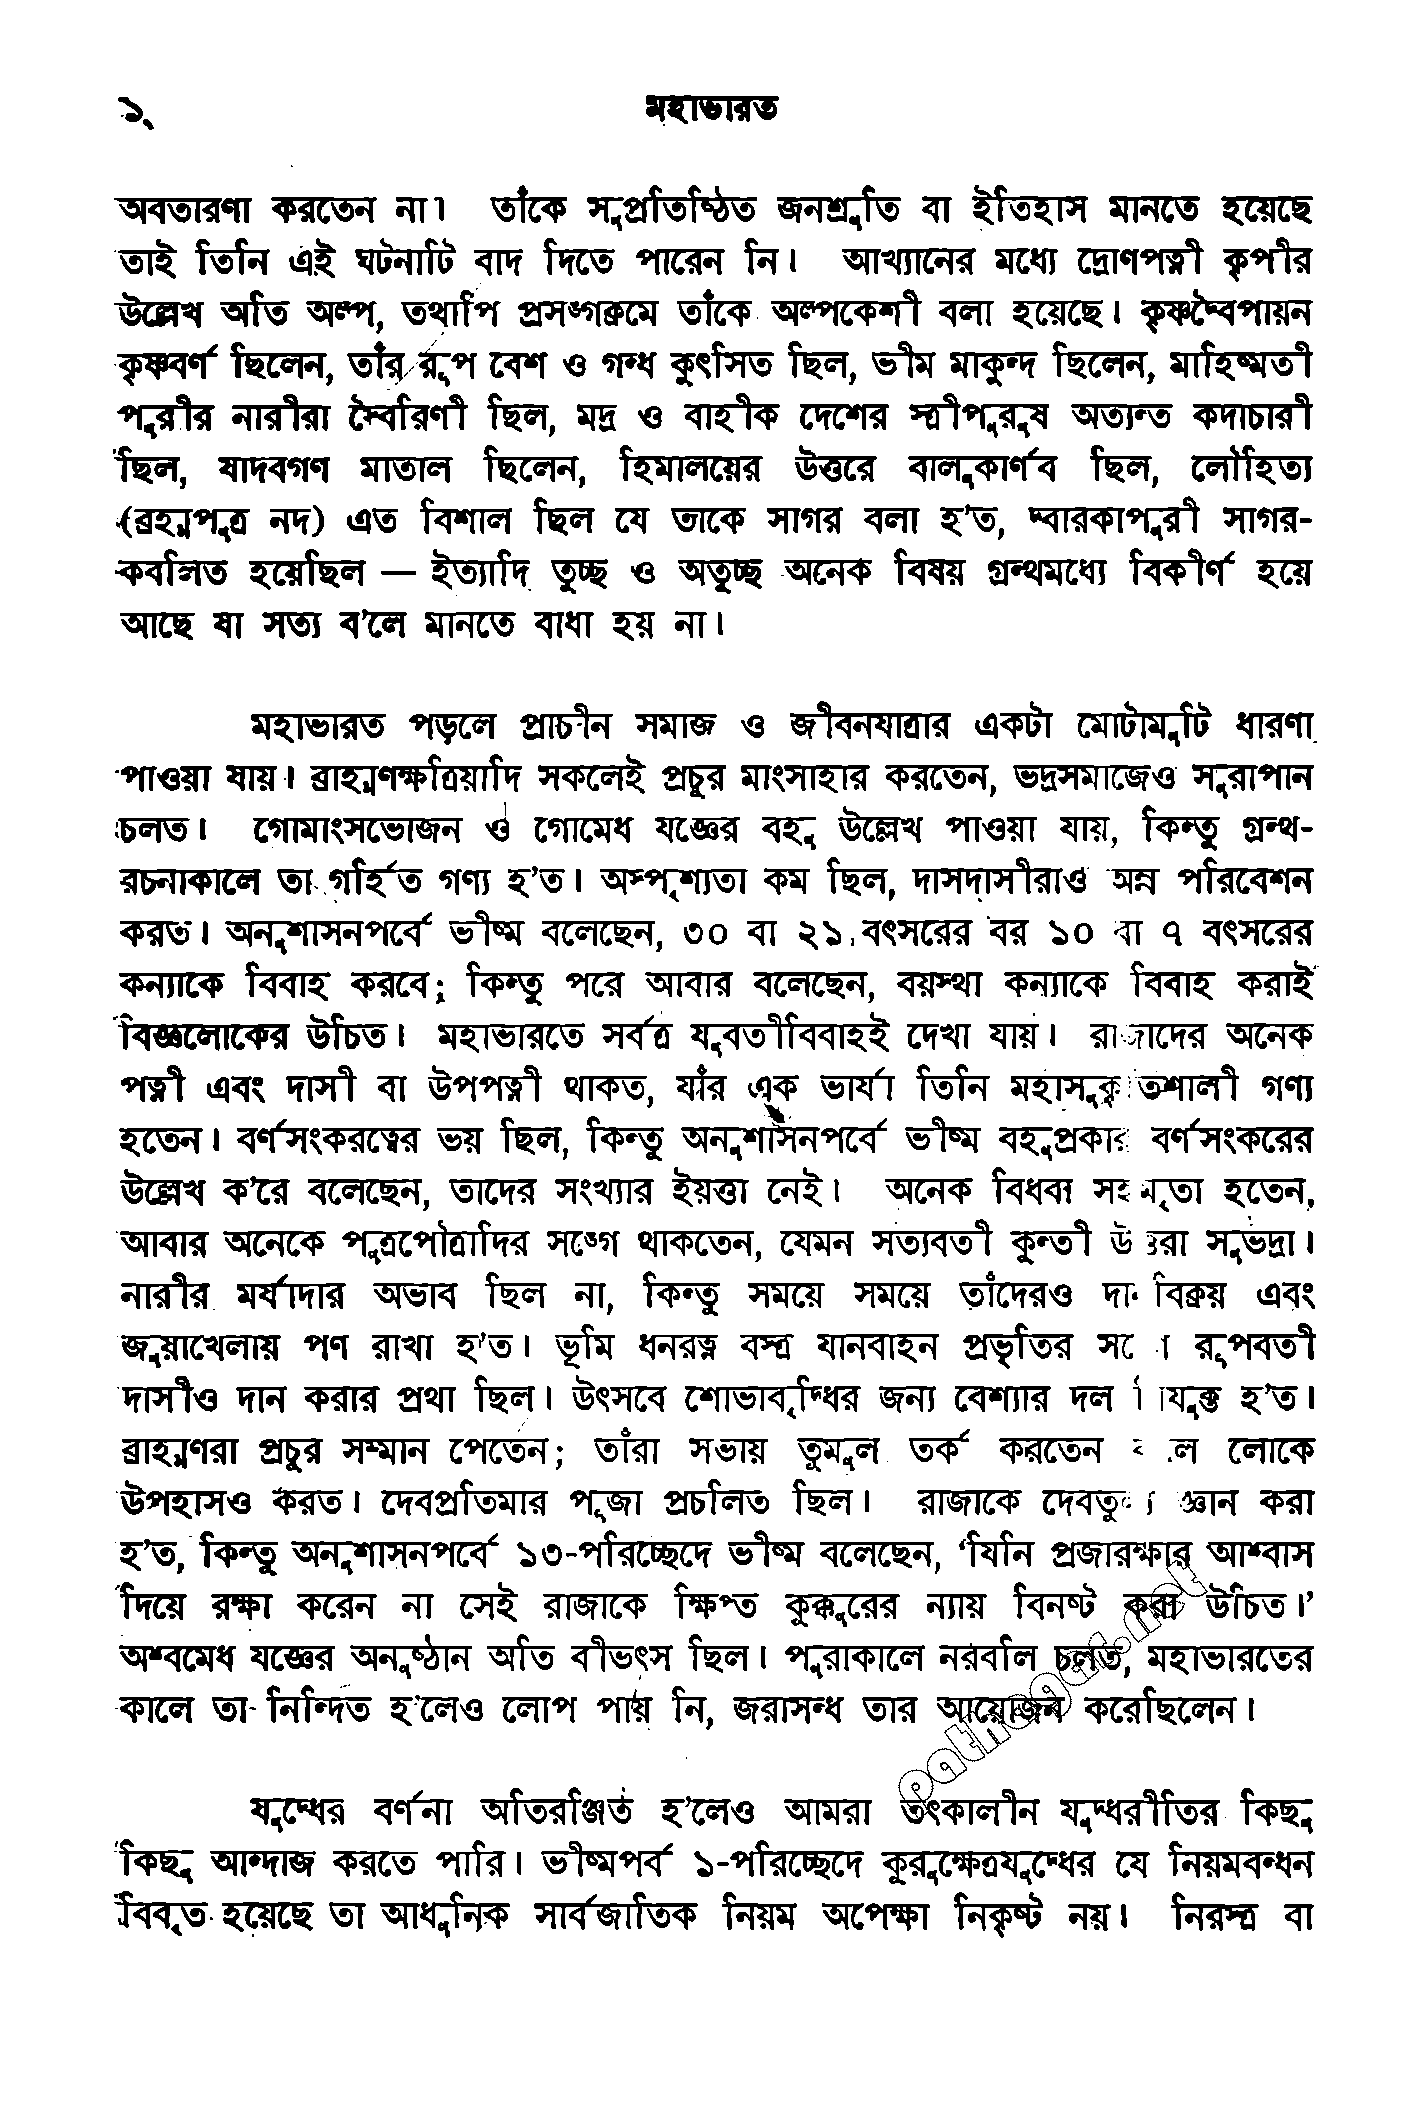 ১৲ মহাভারত
অবতারণা করতেন না। তাঁকে সুপ্রতিষ্ঠিত জনশ্রুতি বা ইতিহাস মানতে হয়েছে
তাই তিনি এই ঘটনাটি বাদ দিতে পারেন নি। আখ্যানের মধ্যে দ্রোণপত্নী কৃপীর
উল্লেখ অতি অল্প, তথাপি প্রসঙ্গক্রমে তাঁকে অল্পকেশী বলা হয়েছে। কৃষ্ণদ্বৈপায়ন
কৃষ্ণবর্ণ ছিলেন, তাঁর রূপ বেশ ও গন্ধ কুৎসিত ছিল, ভীম মাকুন্দ ছিলেন, মাহিষ্মতী
পুরীর নারীরা স্বৈরিণী ছিল, মদ্র ও বাহীক দেশের স্ত্রীপুরুষ অত্যন্ত কদাচারী
ছিল, যাদবগণ মাতাল ছিলেন, হিমালয়ের উত্তরে বালুকার্ণব ছিল, লৌহিত্য
(ব্রহ্মপুত্র নদ) এত বিশাল ছিল যে তাকে সাগর বলা হ'ত, দ্বারকাপুরী সাগর-
কবলিত হয়েছিল — ইত্যাদি তুচ্ছ ও অতুচ্ছ অনেক বিষয় গ্রন্থমধ্যে বিকীর্ণ হয়ে
আছে যা সত্য ব'লে মানতে বাধা হয় না।
মহাভারত পড়লে প্রাচীন সমাজ ও জীবনযাত্রার একটা মোটামুটি ধারণা
পাওয়া যায়। ব্রাহ্মণক্ষত্রিয়াদি সকলেই প্রচুর মাংসাহার করতেন, ভদ্রসমাজেও সুরাপান
চলত। গোমাংসভোজন ও গোমেধ যজ্ঞের বহু উল্লেখ পাওয়া যায়, কিন্তু গ্রন্থ-
রচনাকালে তা গর্হিত গণ্য হ'ত। অস্পৃশ্যতা কম ছিল, দাসদাসীরাও অন্ন পরিবেশন
করত। অনুশাসনপর্বে ভীষ্ম বলেছেন, ৩০ বা ২১ বৎসরের বর ১০ বা ৭ বৎসরের
কন্যাকে বিবাহ করবে; কিন্তু পরে আবার বলেছেন, বয়স্থা কন্যাকে বিবাহ করাই
বিজ্ঞলোকের উচিত। মহাভারতে সর্বত্র যুবতীবিবাহই দেখা যায়। রাজাদের অনেক
পত্নী এবং দাসী বা উপপত্নী থাকত, যাঁর এক ভার্যা তিনি মহাসুকৃতিশালী গণ্য
হতেন। বর্ণসংকরত্বের ভয় ছিল, কিন্তু অনুশাসনপর্বে ভীষ্ম বহুপ্রকার বর্ণসংকরের
উল্লেখ ক'রে বলেছেন, তাদের সংখ্যার ইয়ত্তা নেই। অনেক বিধবা সহমৃতা হতেন,
আবার অনেকে পুত্রপৌত্রাদির সঙ্গে থাকতেন, যেমন সত্যবতী কুন্তী উত্তরা সুভদ্রা।
নারীর মর্যাদার অভাব ছিল না, কিন্তু সময়ে সময়ে তাঁদেরও দানবিক্রয় এবং
জুয়াখেলায় পণ রাখা হ'ত। ভূমি ধনরত্ন বস্ত্র যানবাহন প্রভৃতির সঙ্গে রূপবতী
দাসীও দান করার প্রথা ছিল। উৎসবে শোভাবৃদ্ধির জন্য বেশ্যার দল নিযুক্ত হ'ত।
ব্রাহ্মণরা প্রচুর সম্মান পেতেন; তাঁরা সভায় তুমুল তর্ক করতেন ব'লে লোকে
উপহাসও করত। দেবপ্রতিমার পূজা প্রচলিত ছিল। রাজাকে দেবতুল্য জ্ঞান করা
হ'ত, কিন্তু অনুশাসনপর্বে ১৩-পরিচ্ছেদে ভীষ্ম বলেছেন, 'যিনি প্রজারক্ষার আশ্বাস
দিয়ে রক্ষা করেন না সেই রাজাকে ক্ষিপ্ত কুক্কুরের ন্যায় বিনষ্ট করা উচিত।'
অশ্বমেধ যজ্ঞের অনুষ্ঠান অতি বীভৎস ছিল। পুরাকালে নরবলি চলত, মহাভারতের
কালে তা নিন্দিত হ'লেও লোপ পায় নি, জরাসন্ধ তার আয়োজন করেছিলেন।
যুদ্ধের বর্ণনা অতিরঞ্জিত হ'লেও আমরা তৎকালীন যুদ্ধরীতির কিছু
কিছু আন্দাজ করতে পারি। ভীষ্মপর্ব ১-পরিচ্ছেদে কুরুক্ষেত্রযুদ্ধের যে নিয়মবন্ধন
বিবৃত হয়েছে তা আধুনিক সার্বজাতিক নিয়ম অপেক্ষা নিকৃষ্ট নয়। নিরস্ত্র বা
pathagar.net